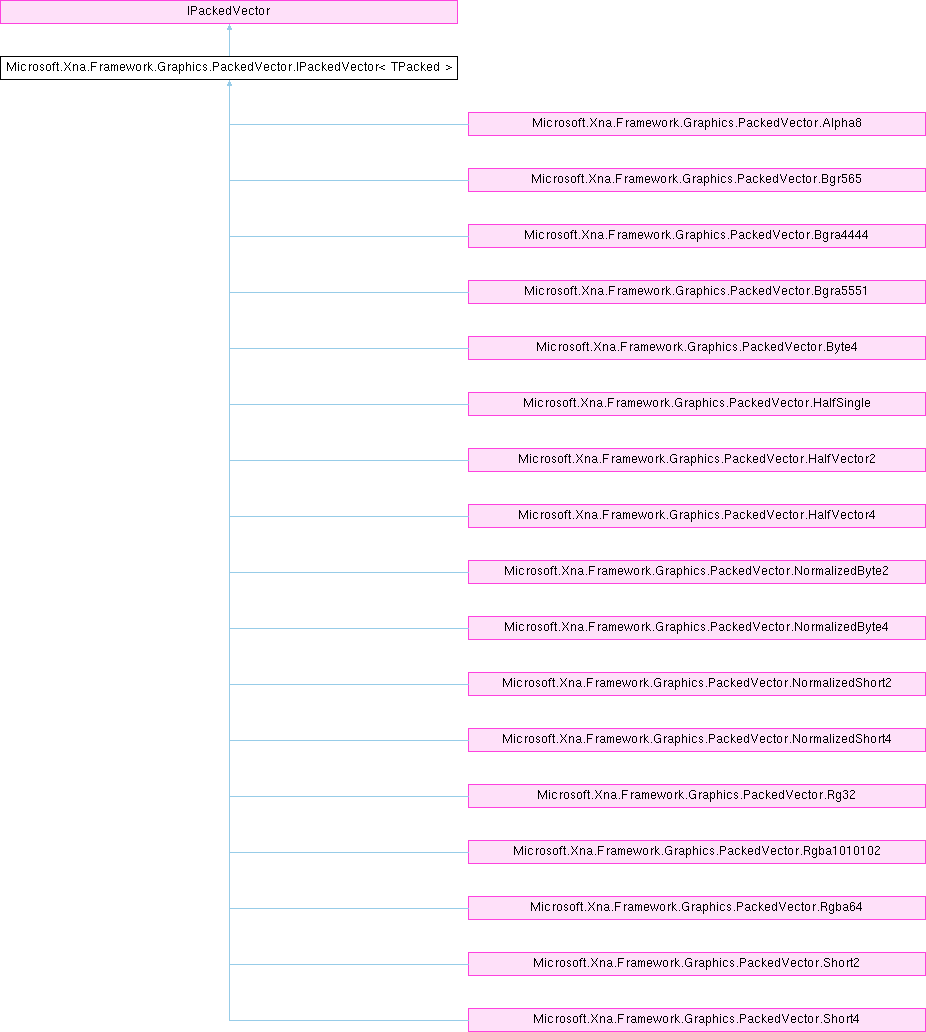 IPackedVector
Microsoft.Xna.Framework.Graphics.PackedVector.IPackedVector< TPacked >
Microsoft.Xna.Framework.Graphics.PackedVector.Alpha8
Microsoft.Xna.Framework.Graphics.PackedVector.Bgr565
Microsoft.Xna.Framework.Graphics.PackedVector.Bgra4444
Microsoft.Xna.Framework.Graphics.PackedVector.Bgra5551
Microsoft.Xna.Framework.Graphics.PackedVector.Byte4
Microsoft.Xna.Framework.Graphics.PackedVector.HalfSingle
Microsoft.Xna.Framework.Graphics.PackedVector.HalfVector2
Microsoft.Xna.Framework.Graphics.PackedVector.HalfVector4
Microsoft.Xna.Framework.Graphics.PackedVector.NormalizedByte2
Microsoft.Xna.Framework.Graphics.PackedVector.NormalizedByte4
Microsoft.Xna.Framework.Graphics.PackedVector.NormalizedShort2
Microsoft.Xna.Framework.Graphics.PackedVector.NormalizedShort4
Microsoft.Xna.Framework.Graphics.PackedVector.Rg32
Microsoft.Xna.Framework.Graphics.PackedVector.Rgba1010102
Microsoft.Xna.Framework.Graphics.PackedVector.Rgba64
Microsoft.Xna.Framework.Graphics.PackedVector.Short2
Microsoft.Xna.Framework.Graphics.PackedVector.Short4